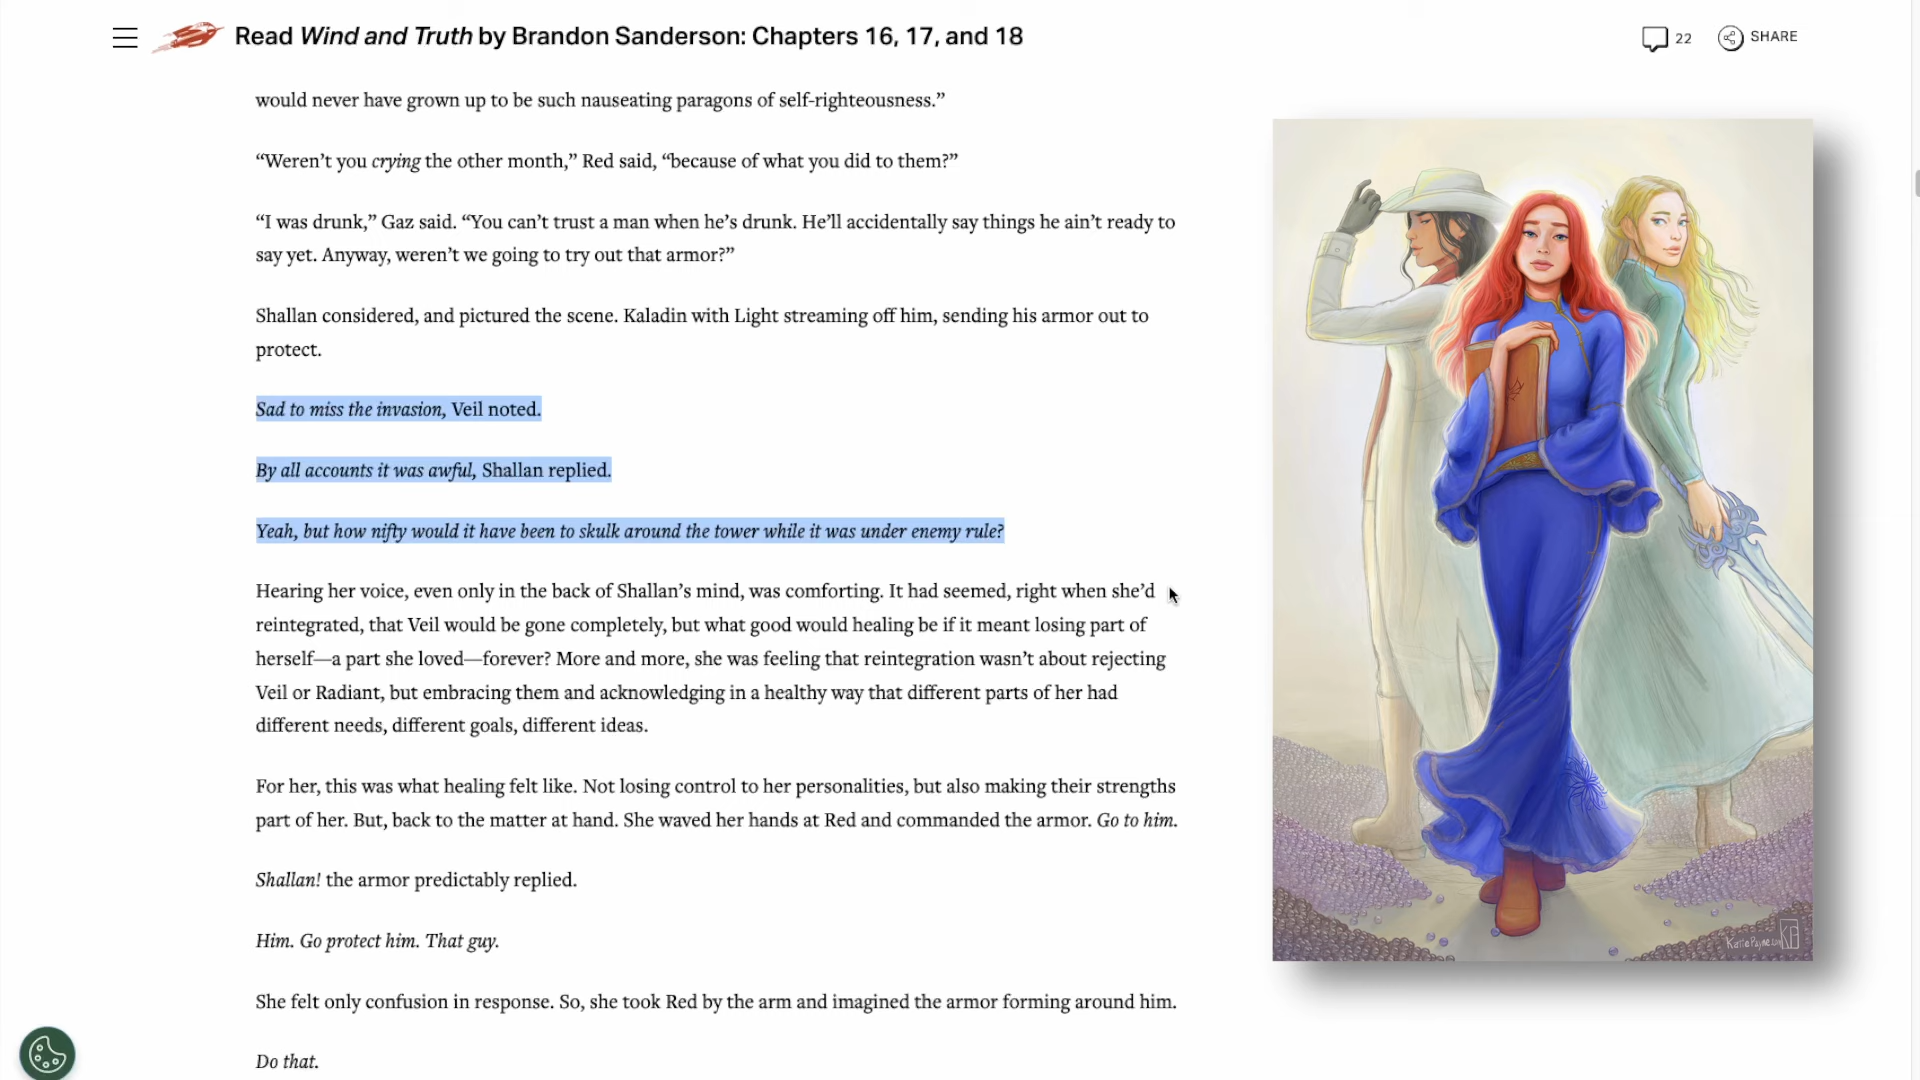 Read Wind and Truth by Brandon Sanderson: Chapters 16, 17, and 18
22
SHARE
would never have grown up to be such nauseating paragons of self-righteousness.”
“Weren’t you crying the other month,” Red said, “because of what you did to them?”
“I was drunk,” Gaz said. “You can’t trust a man when he’s drunk. He’ll accidentally say things he ain’t ready to
say yet. Anyway, weren’t we going to try out that armor?”
Shallan considered, and pictured the scene. Kaladin with Light streaming off him, sending his armor out to
protect.
Sad to miss the invasion, Veil noted.
By all accounts it was awful, Shallan replied.
Yeah, but how nifty would it have been to skulk around the tower while it was under enemy rule?
Hearing her voice, even only in the back of Shallan’s mind, was comforting. It had seemed, right when she’d
reintegrated, that Veil would be gone completely, but what good would healing be if it meant losing part of
herself—a part she loved—forever? More and more, she was feeling that reintegration wasn’t about rejecting
Veil or Radiant, but embracing them and acknowledging in a healthy way that different parts of her had
different needs, different goals, different ideas.
For her, this was what healing felt like. Not losing control to her personalities, but also making their strengths
part of her. But, back to the matter at hand. She waved her hands at Red and commanded the armor. Go to him.
Shallan! the armor predictably replied.
Him. Go protect him. That guy.
She felt only confusion in response. So, she took Red by the arm and imagined the armor forming around him.
Do that.
KatiePayne.com